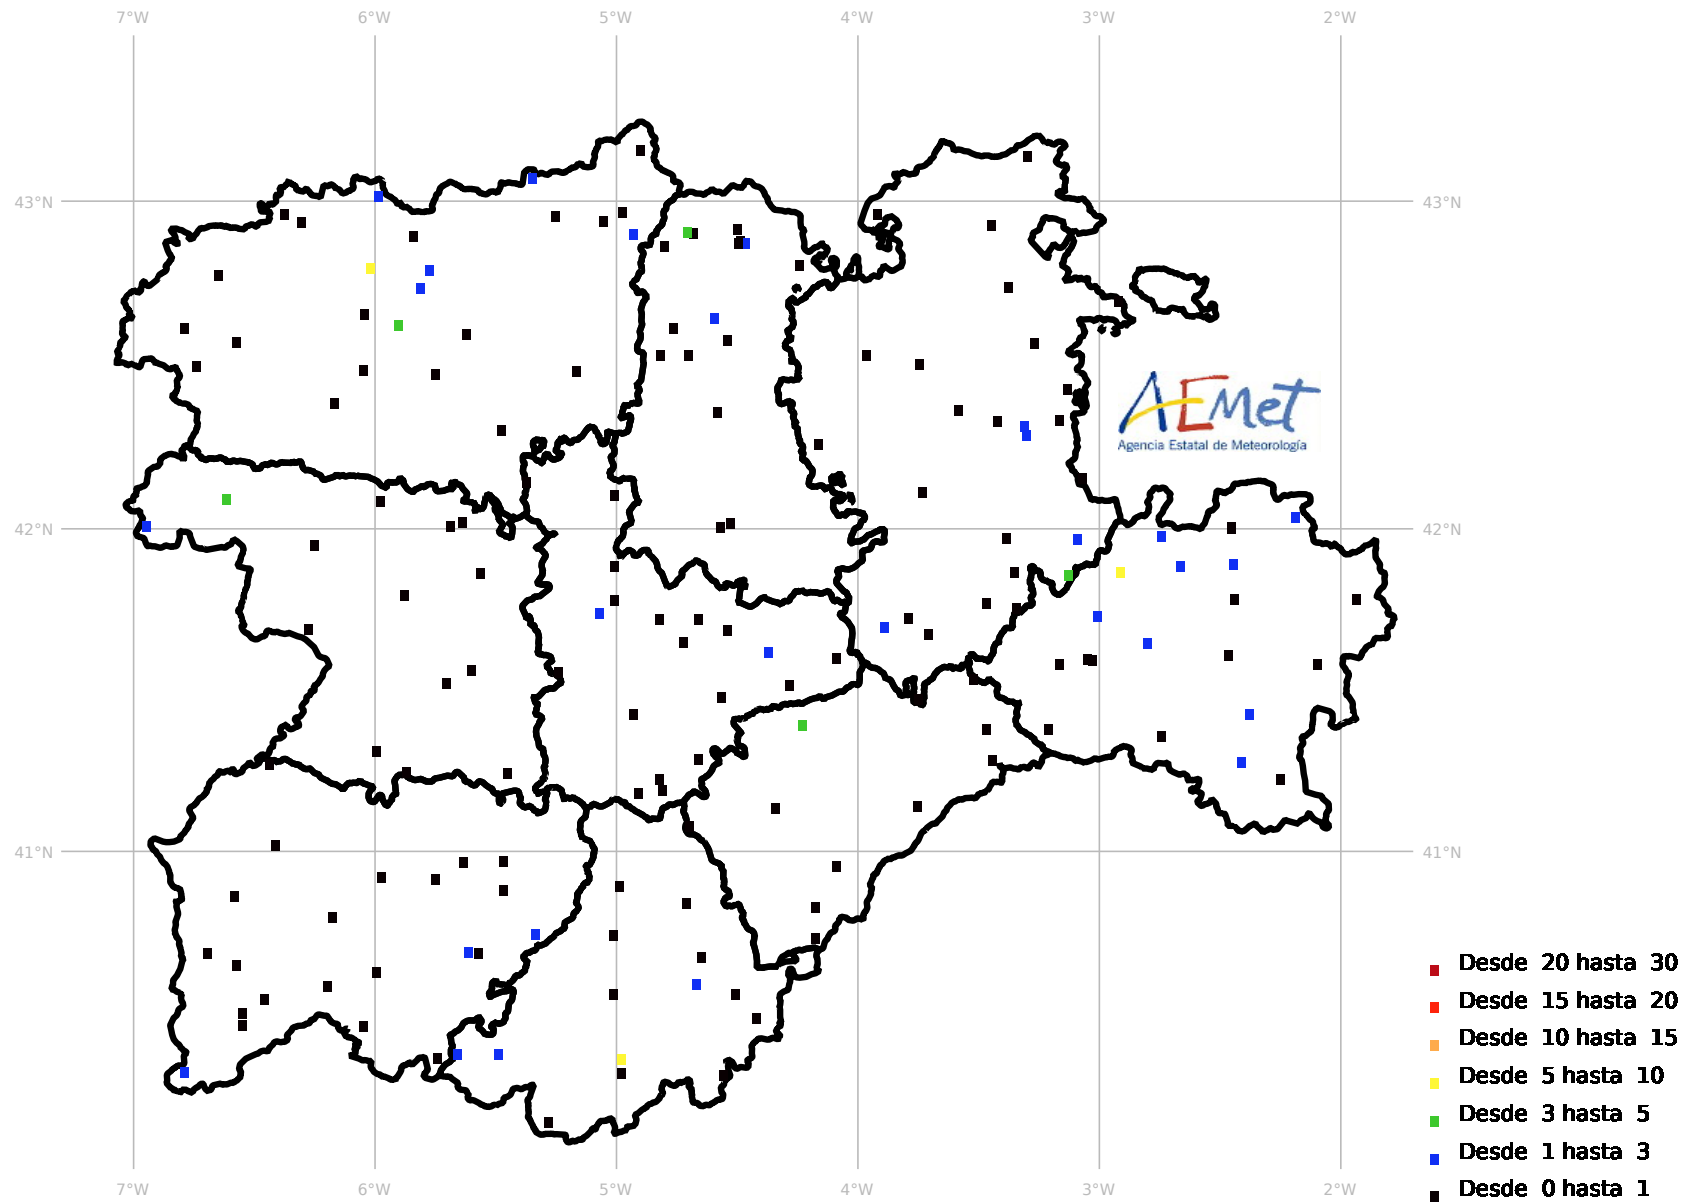 7°W 6°W 5°W 4°W 3°W 2°W
43°N 43°N
AEMet
Agencia Estatal de Meteorología
42°N 42°N
41°N 41°N
Desde 20 hasta 30
Desde 15 hasta 20
Desde 10 hasta 15
Desde 5 hasta 10
Desde 3 hasta 5
Desde 1 hasta 3
Desde 0 hasta 1
7°W 6°W 5°W 4°W 3°W 2°W